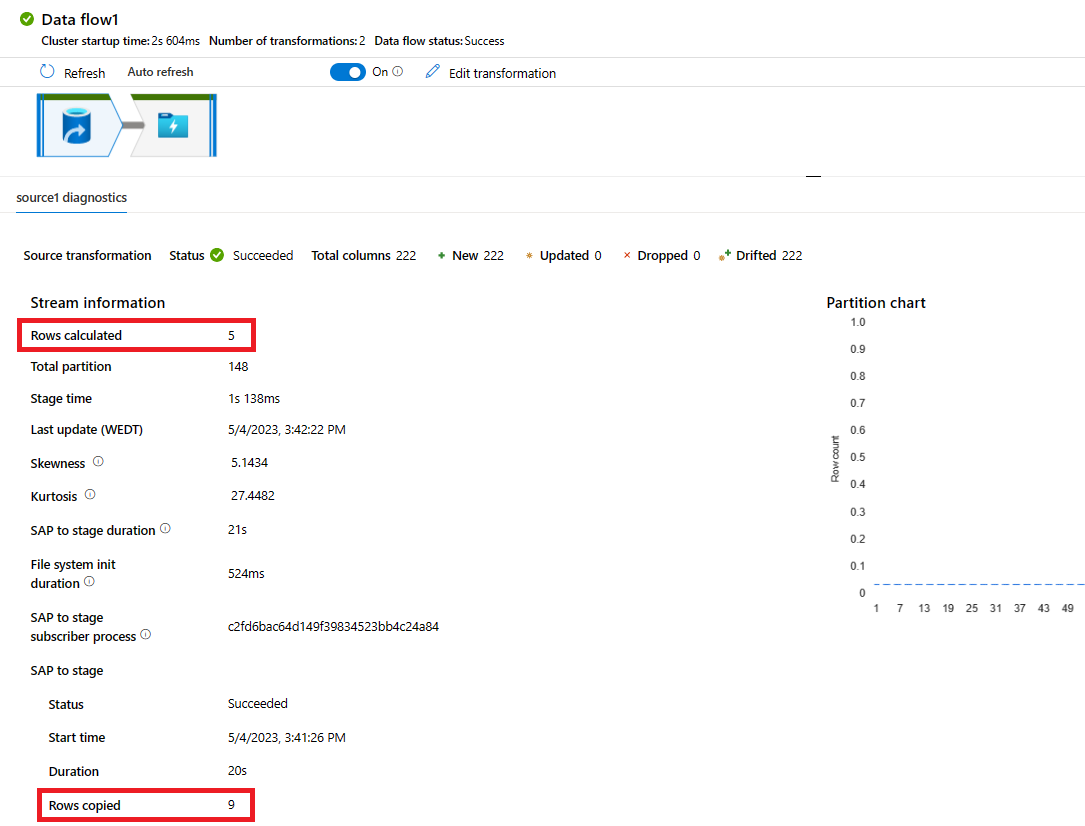 Data flow1
Cluster startup time: 2s 604ms Number of transformations: 2 Data flow status: Success
Refresh Auto refresh On Edit transformation
source1 diagnostics
Source transformation Status Succeeded Total columns 222 + New 222 * Updated 0 × Dropped 0 Drifted 222
Stream information
Rows calculated 5
Total partition 148
Stage time 1s 138ms
Last update (WEDT) 5/4/2023, 3:42:22 PM
Skewness 5.1434
Kurtosis 27.4482
SAP to stage duration 21s
File system init
duration 524ms
SAP to stage
subscriber process c2fd6bac64d149f39834523bb4c24a84
SAP to stage
Status Succeeded
Start time 5/4/2023, 3:41:26 PM
Duration 20s
Rows copied 9
Partition chart
1.0
0.9
0.8
0.7
0.6
0.5
0.4
0.3
0.2
0.1
0
Row count
1 7 13 19 25 31 37 43 49